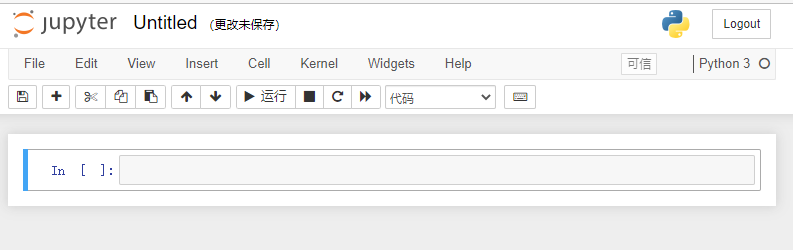 jupyter Untitled (更改未保存) Logout
File Edit View Insert Cell Kernel Widgets Help 可信 Python 3
运行 代码
In [ ]: